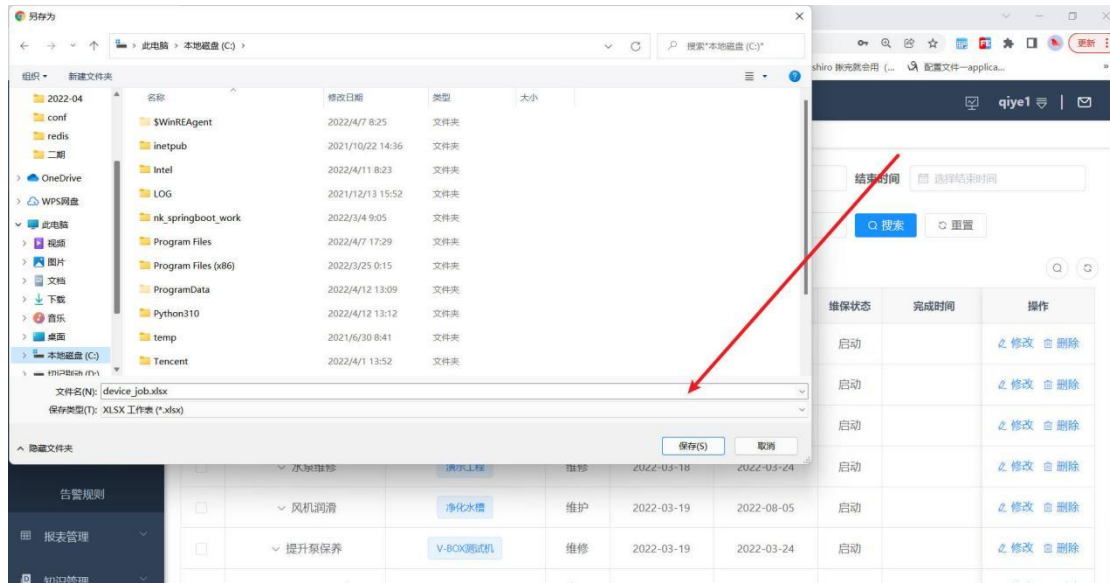 另存为
此电脑 > 本地磁盘 (C:) >
搜索"本地磁盘 (C:)"
更新
组织 新建文件夹
shiro 搬完就会用 (... 配置文件—applica...
名称 修改日期 类型 大小
2022-04
conf
redis
二期
OneDrive
WPS网盘
此电脑
视频
图片
文档
下载
音乐
桌面
本地磁盘 (C:)
$WinREAgent 2022/4/7 8:25 文件夹
inetpub 2021/10/22 14:36 文件夹
Intel 2022/4/11 8:23 文件夹
LOG 2021/12/13 15:52 文件夹
nk_springboot_work 2022/3/4 9:05 文件夹
Program Files 2022/4/7 17:29 文件夹
Program Files (x86) 2022/3/25 0:15 文件夹
ProgramData 2022/4/12 13:09 文件夹
Python310 2022/4/12 13:12 文件夹
temp 2021/6/30 8:41 文件夹
Tencent 2022/4/1 13:52 文件夹
文件名(N): device_job.xlsx
保存类型(T): XLSX 工作表 (*.xlsx)
隐藏文件夹 保存(S) 取消
qiye1
结束时间 选择结束时间
搜索 重置
维保状态 完成时间 操作
启动 修改 删除
启动 修改 删除
启动 修改 删除
水泵维修 演示工程 维修 2022-03-18 2022-03-24 启动 修改 删除
告警规则
风机润滑 净化水槽 维护 2022-03-19 2022-08-05 启动 修改 删除
报表管理
提升泵保养 V-BOX测试机 维修 2022-03-19 2022-03-24 启动 修改 删除
知识管理